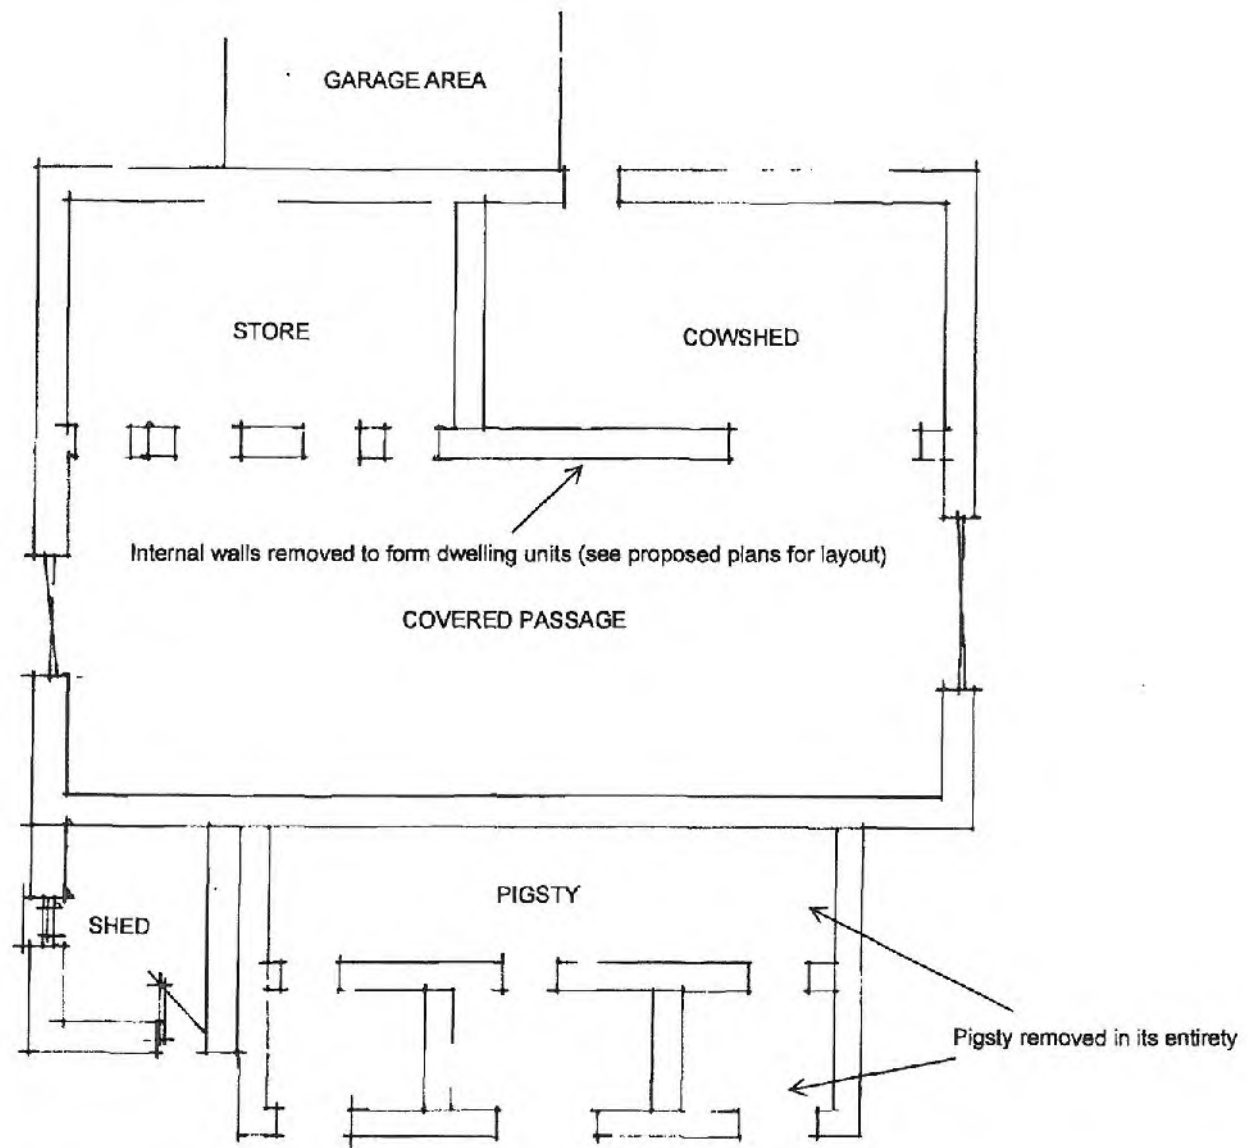 GARAGE AREA
STORE
COWSHED
Internal walls removed to form dwelling units (see proposed plans for layout)
COVERED PASSAGE
PIGSTY
SHED
Pigsty removed in its entirety